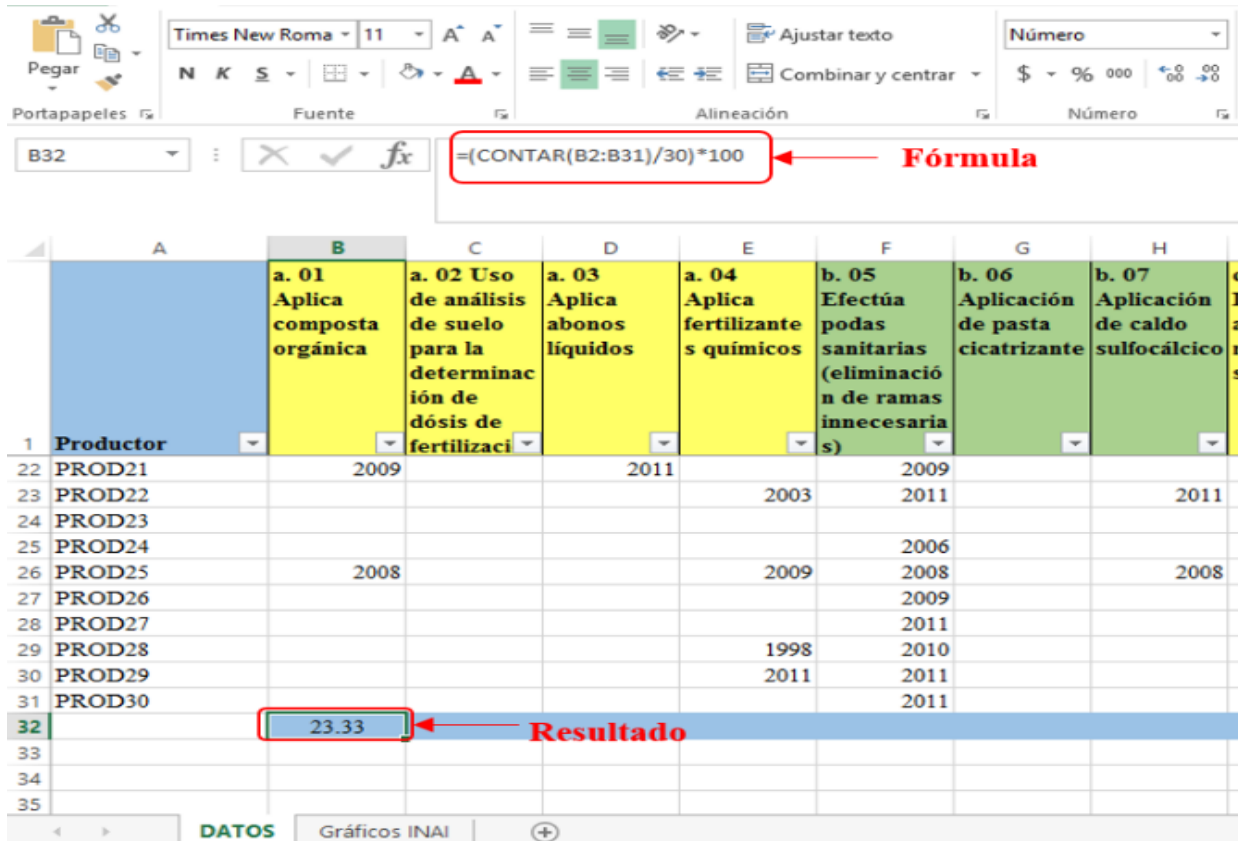 Times New Roma 11 A A Ajustar texto Número
Pegar N K S A Combinar y centrar $ % 000
Portapapeles Fuente Alineación Número
B32 fx =(CONTAR(B2:B31)/30)*100 Fórmula
A B C D E F G H
1 Productor
a. 01
Aplica
composta
orgánica
a. 02 Uso
de análisis
de suelo
para la
determinac
ión de
dósis de
fertilizaci
a. 03
Aplica
abonos
líquidos
a. 04
Aplica
fertilizante
s químicos
b. 05
Efectúa
podas
sanitarias
(eliminació
n de ramas
innecesaria
s)
b. 06
Aplicación
de pasta
cicatrizante
b. 07
Aplicación
de caldo
sulfocálcico
22 PROD21 2009 2011 2009
23 PROD22 2003 2011 2011
24 PROD23
25 PROD24 2006
26 PROD25 2008 2009 2008 2008
27 PROD26 2009
28 PROD27 2011
29 PROD28 1998 2010
30 PROD29 2011 2011
31 PROD30 2011
32 23.33 Resultado
33
34
35
DATOS Gráficos INAI